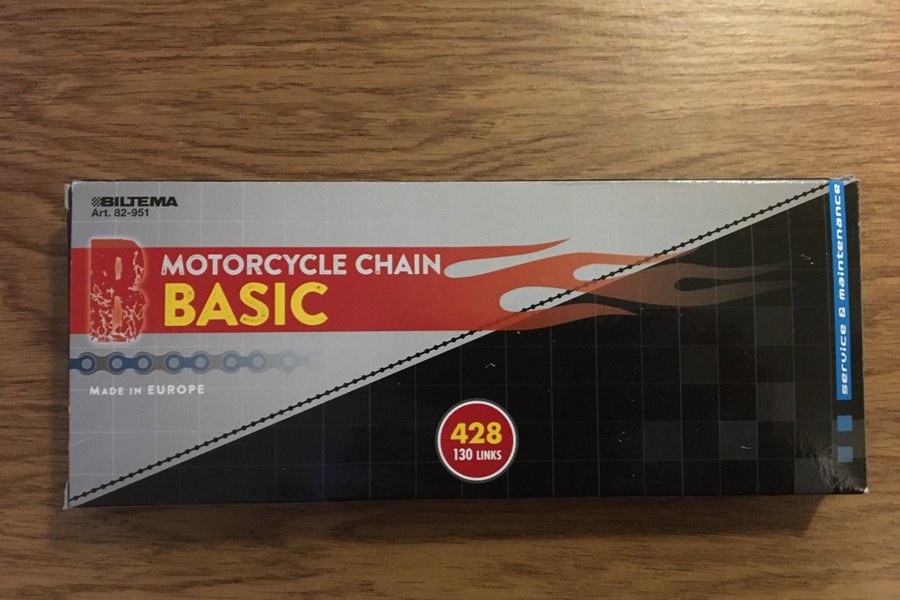 BILTEMA
Art. 82-951
B
MOTORCYCLE CHAIN
BASIC
MADE IN EUROPE
428
130 LINKS
service & maintenance